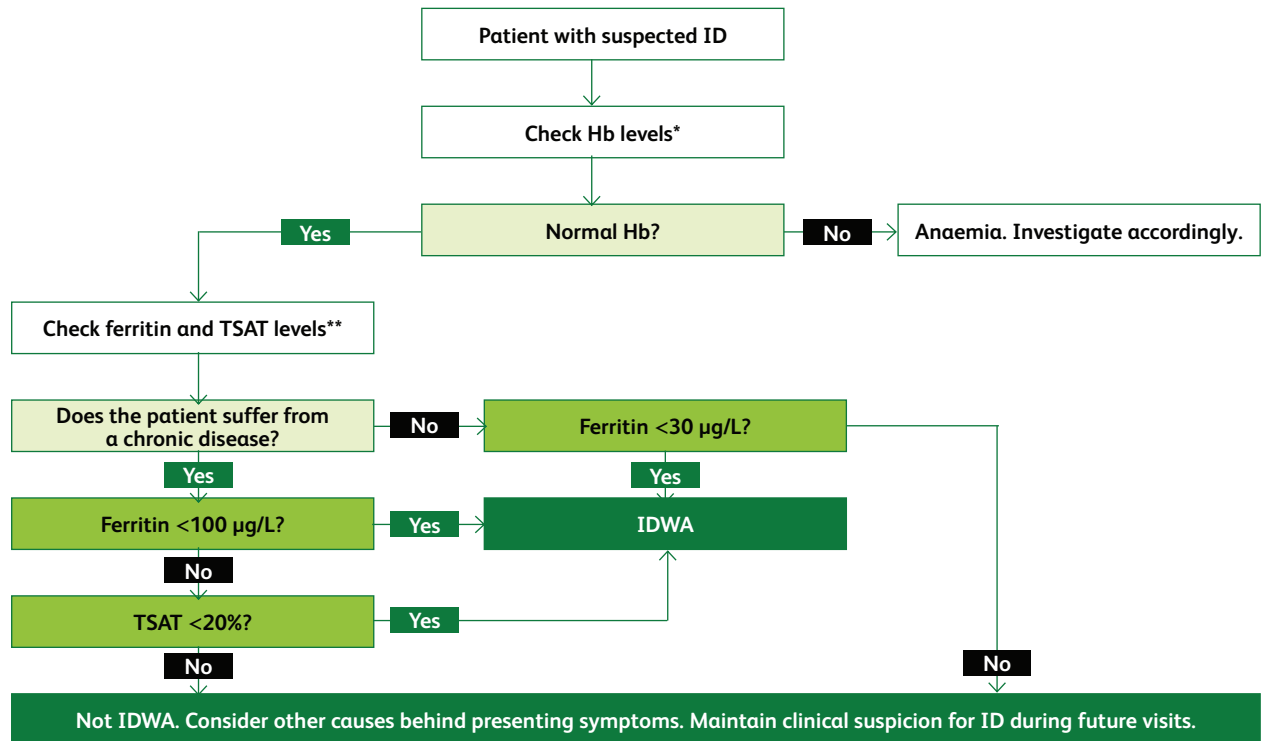 Patient with suspected ID
Check Hb levels*
Normal Hb?
Yes
No
Anaemia. Investigate accordingly.
Check ferritin and TSAT levels**
Does the patient suffer from
a chronic disease?
No
Ferritin <30 µg/L?
Yes
Yes
Ferritin <100 µg/L?
Yes
IDWA
No
TSAT <20%?
Yes
No
No
Not IDWA. Consider other causes behind presenting symptoms. Maintain clinical suspicion for ID during future visits.